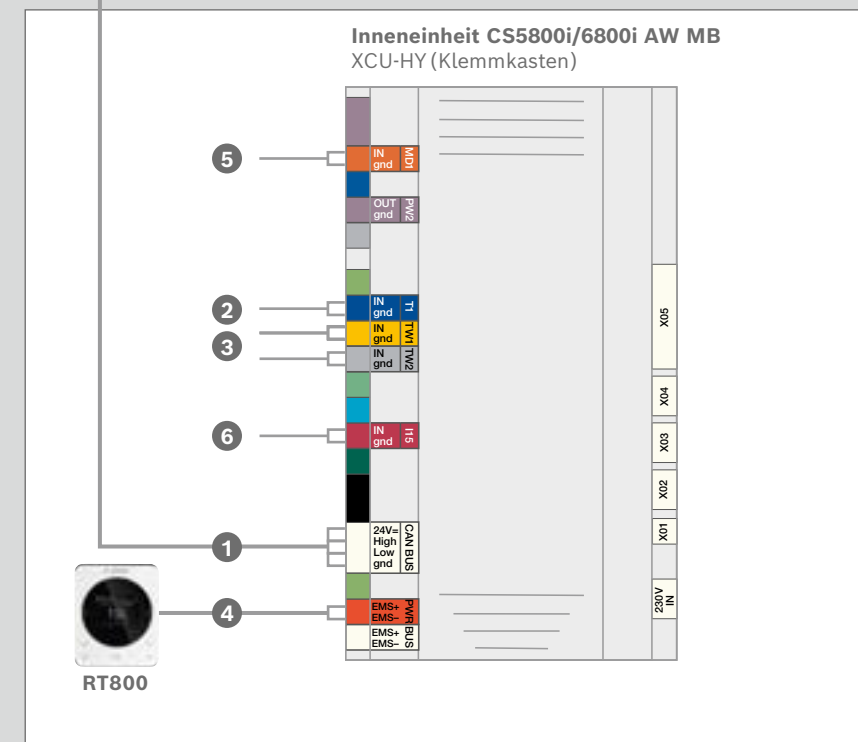 Inneneinheit CS5800i/6800i AW MB
XCU-HY (Klemmkasten)
5
IN
gnd
MD1
OUT
gnd
PW2
2
IN
gnd
T1
3
IN
gnd
TW1
IN
gnd
TW2
6
IN
gnd
I15
1
24V=
High
Low
gnd
CAN BUS
4
EMS+
EMS–
PWR
EMS+
EMS–
BUS
RT800
X05
X04
X03
X02
X01
230V
IN